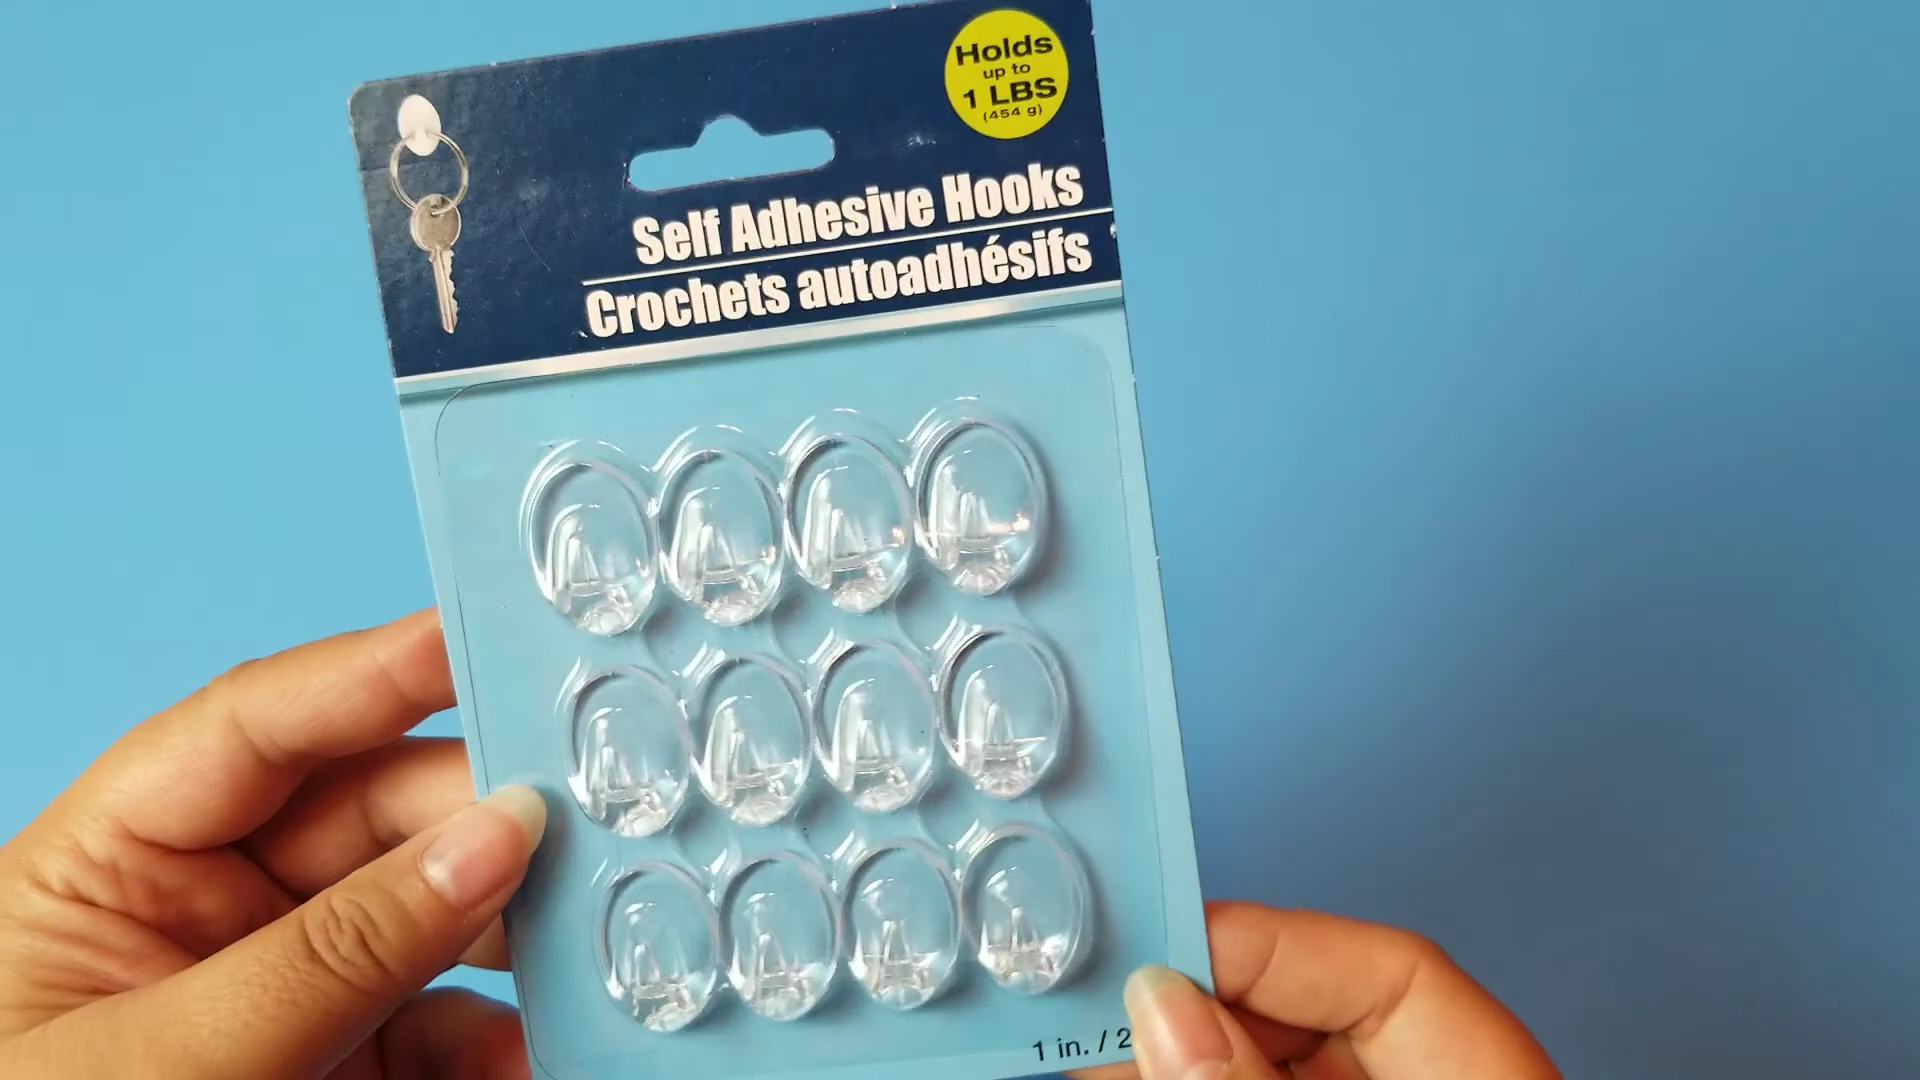 Holds
up to
1 LBS
(454 g)
Self Adhesive Hooks
Crochets autoadhésifs
1 in. / 2